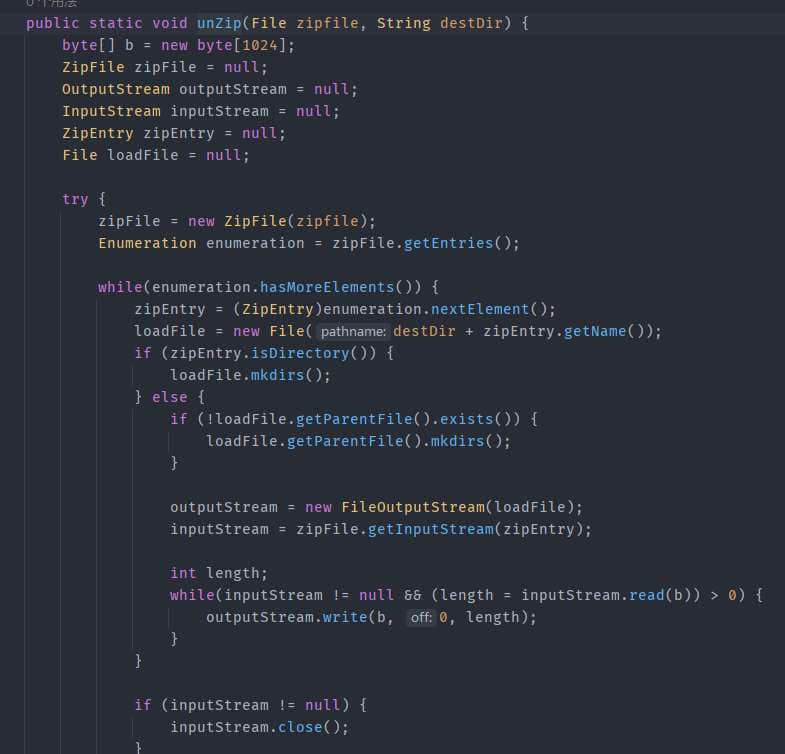 0个用法
public static void unZip(File zipfile, String destDir) {
byte[] b = new byte[1024];
ZipFile zipFile = null;
OutputStream outputStream = null;
InputStream inputStream = null;
ZipEntry zipEntry = null;
File loadFile = null;
try {
zipFile = new ZipFile(zipfile);
Enumeration enumeration = zipFile.getEntries();
while(enumeration.hasMoreElements()) {
zipEntry = (ZipEntry)enumeration.nextElement();
loadFile = new File( pathname: destDir + zipEntry.getName());
if (zipEntry.isDirectory()) {
loadFile.mkdirs();
} else {
if (!loadFile.getParentFile().exists()) {
loadFile.getParentFile().mkdirs();
}
outputStream = new FileOutputStream(loadFile);
inputStream = zipFile.getInputStream(zipEntry);
int length;
while(inputStream != null && (length = inputStream.read(b)) > 0) {
outputStream.write(b, off: 0, length);
}
}
if (inputStream != null) {
inputStream.close();
}